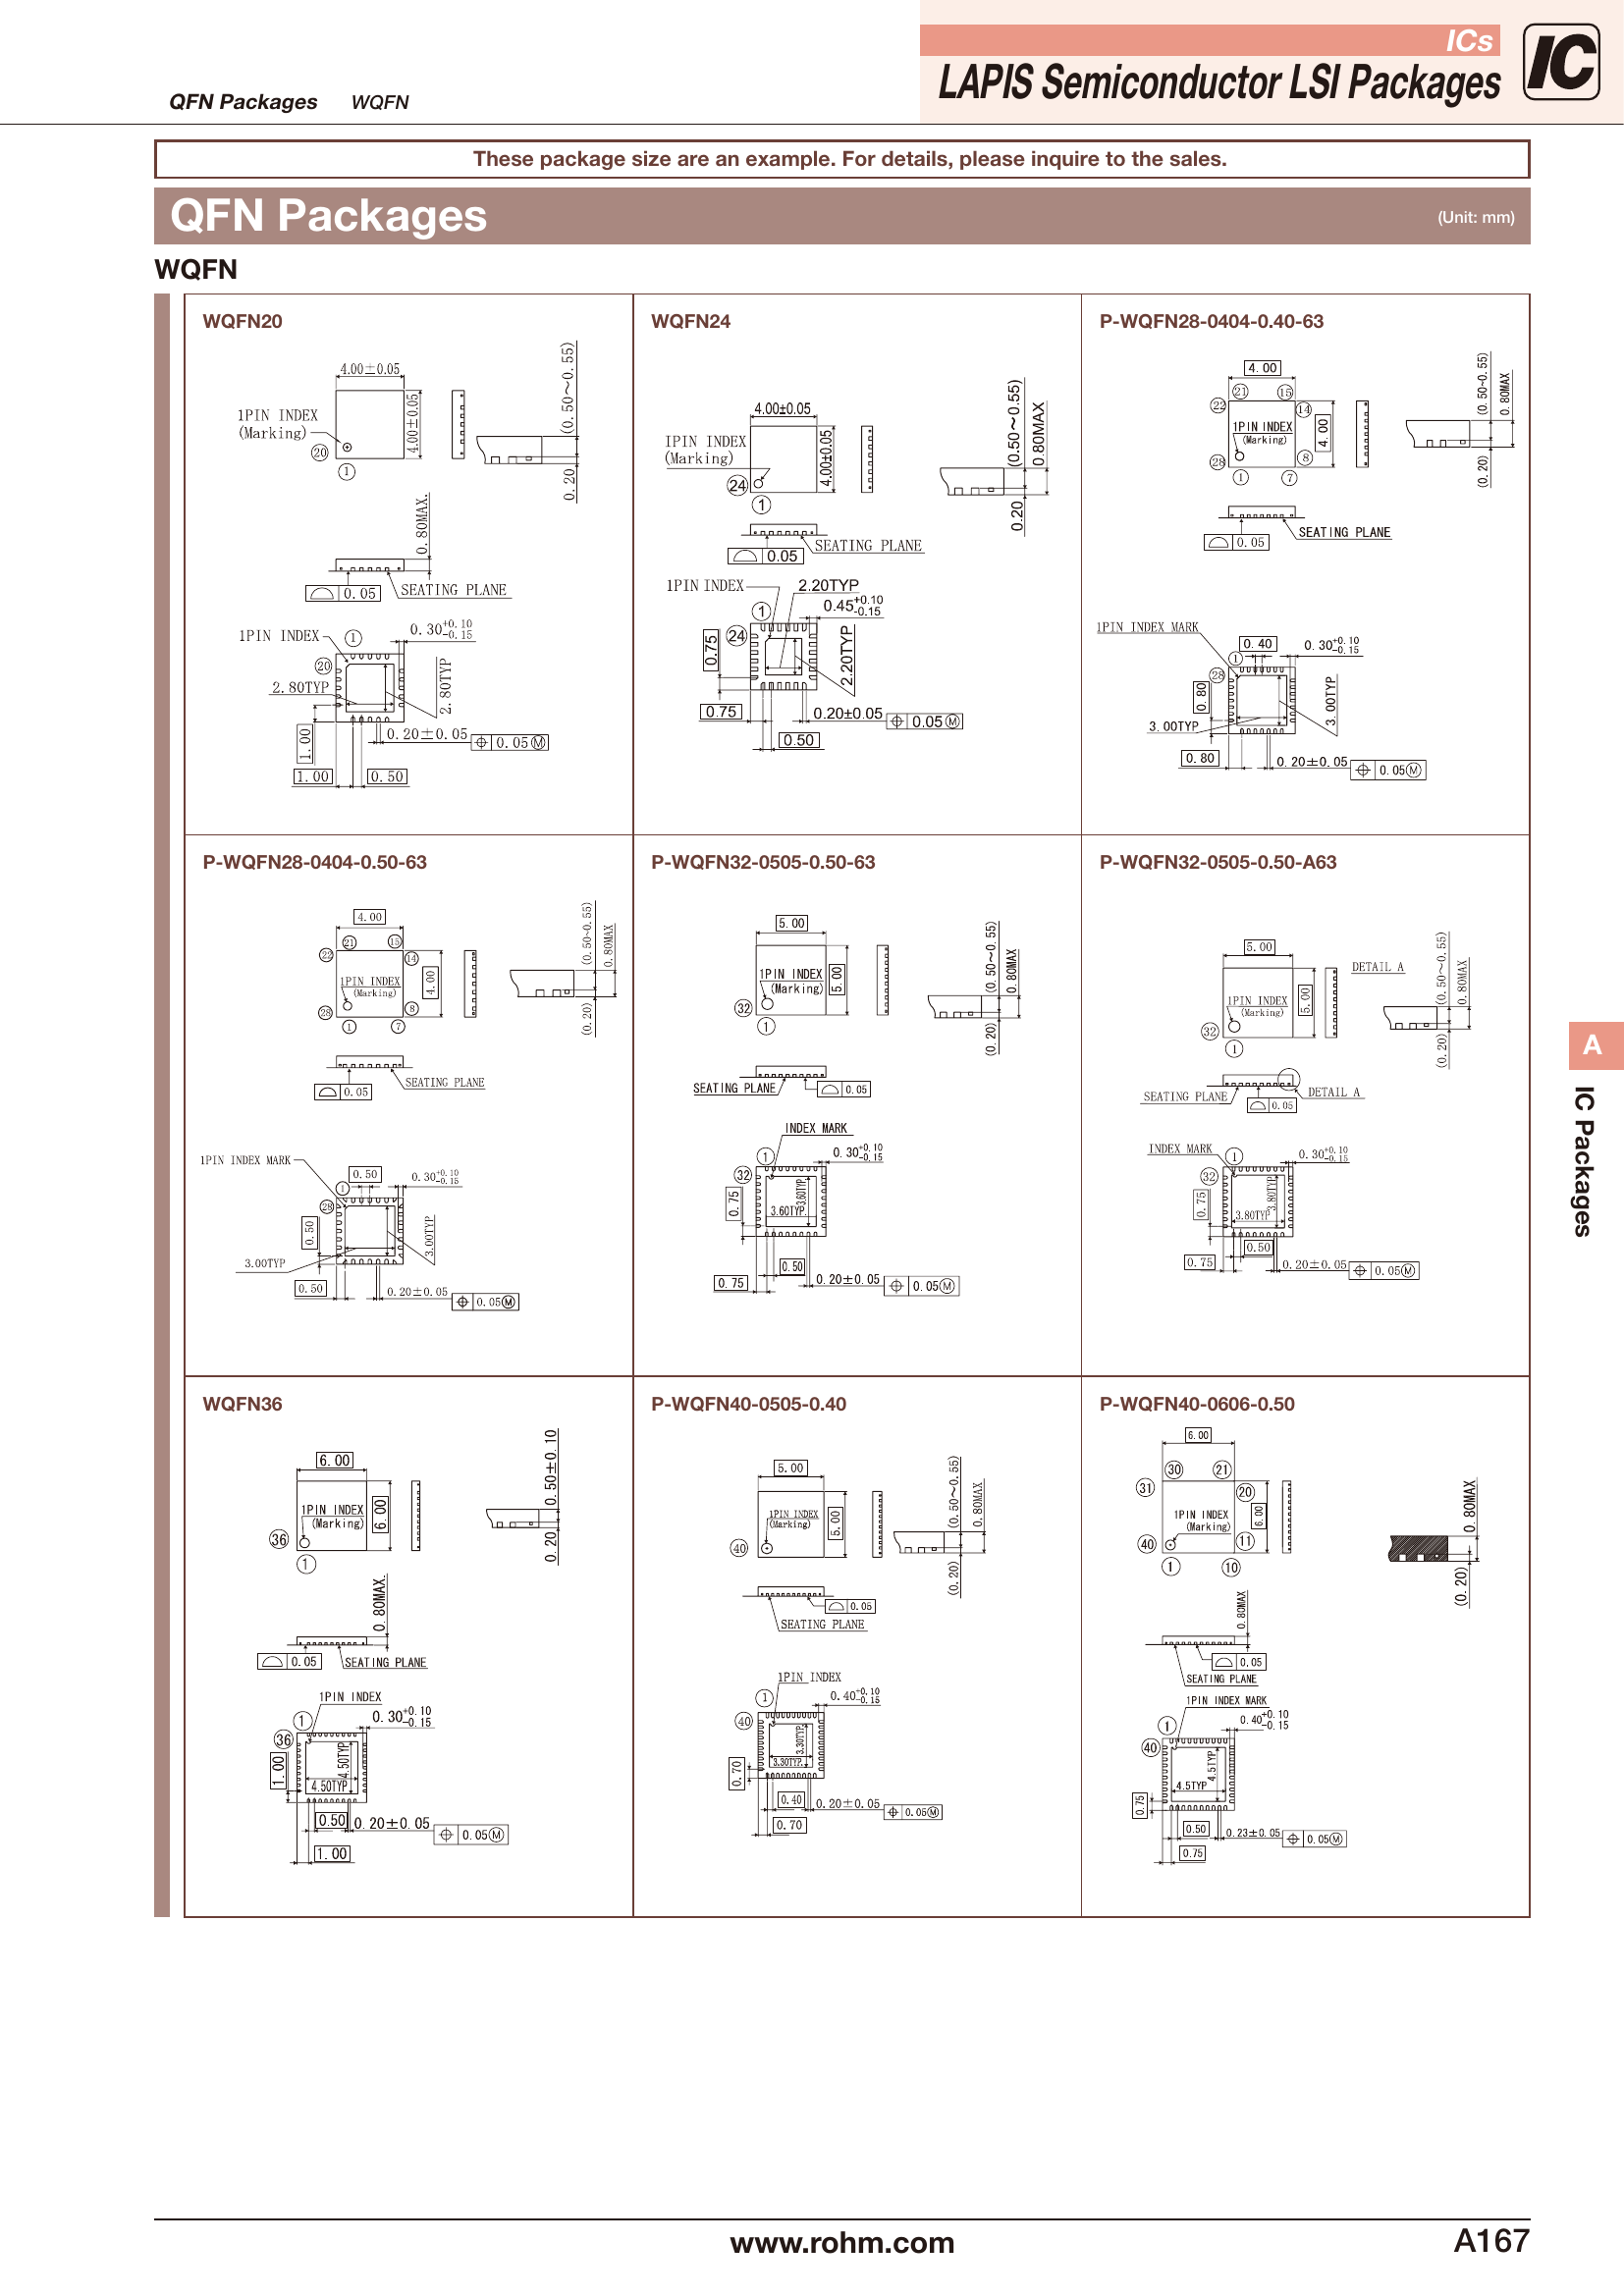 QFN Packages WQFN
ICs
LAPIS Semiconductor LSI Packages
IC
These package size are an example. For details, please inquire to the sales.
QFN Packages
(Unit: mm)
WQFN
WQFN20
4.00±0.05
4.00±0.05
1PIN INDEX
(Marking)
20
1
(0.50～0.55)
0.20
0.80MAX.
0.05
SEATING PLANE
1PIN INDEX
1
0.30+0.10-0.15
20
2.80TYP
2.80TYP
1.00
0.20±0.05
0.05Ⓜ
1.00
0.50
WQFN24
4.00±0.05
4.00±0.05
1PIN INDEX
(Marking)
24
1
(0.50～0.55)
0.80MAX
0.20
SEATING PLANE
0.05
1PIN INDEX
2.20TYP
1
0.45+0.10-0.15
24
0.75
2.20TYP
0.75
0.20±0.05
0.05Ⓜ
0.50
P-WQFN28-0404-0.40-63
4.00
21
15
22
14
1PIN INDEX
(Marking)
4.00
28
8
1
7
(0.50~0.55)
0.80MAX
(0.20)
SEATING PLANE
0.05
1PIN INDEX MARK
0.40
0.30+0.10-0.15
1
28
0.80
3.00TYP
3.00TYP
0.80
0.20±0.05
0.05Ⓜ
P-WQFN28-0404-0.50-63
4.00
21
15
22
14
1PIN INDEX
(Marking)
4.00
28
8
1
7
(0.50~0.55)
0.80MAX
(0.20)
SEATING PLANE
0.05
1PIN INDEX MARK
0.50
0.30+0.10-0.15
1
28
0.50
3.00TYP
3.00TYP
0.50
0.20±0.05
0.05Ⓜ
P-WQFN32-0505-0.50-63
5.00
1PIN INDEX
(Marking)
5.00
32
1
(0.50～0.55)
0.80MAX
(0.20)
SEATING PLANE
0.05
INDEX MARK
1
0.30+0.10-0.15
32
0.75
3.60TYP.
3.60TYP.
0.50
0.75
0.20±0.05
0.05Ⓜ
P-WQFN32-0505-0.50-A63
5.00
DETAIL A
1PIN INDEX
(Marking)
5.00
32
1
(0.50～0.55)
0.80MAX
(0.20)
SEATING PLANE
0.05
DETAIL A
INDEX MARK
1
0.30+0.10-0.15
32
0.75
3.80TYP
3.80TYP
0.50
0.75
0.20±0.05
0.05Ⓜ
WQFN36
6.00
1PIN INDEX
(Marking)
6.00
36
1
0.50±0.10
0.20
0.80MAX.
0.05
SEATING PLANE
1PIN INDEX
1
0.30+0.10-0.15
36
1.00
4.50TYP
4.50TYP
0.50
0.20±0.05
0.05Ⓜ
1.00
P-WQFN40-0505-0.40
5.00
1PIN INDEX
(Marking)
5.00
40
(0.50～0.55)
0.80MAX
(0.20)
0.05
SEATING PLANE
1PIN INDEX
1
0.40+0.10-0.15
40
3.30TYP.
3.30TYP.
0.70
0.40
0.20±0.05
0.05Ⓜ
0.70
P-WQFN40-0606-0.50
6.00
30
21
31
20
1PIN INDEX
(Marking)
6.00
40
11
1
10
0.80MAX
(0.20)
0.80MAX
0.05
SEATING PLANE
1PIN INDEX MARK
1
0.40+0.10-0.15
40
4.5TYP
4.5TYP
0.75
0.50
0.23±0.05
0.05Ⓜ
0.75
A
IC Packages
www.rohm.com
A167